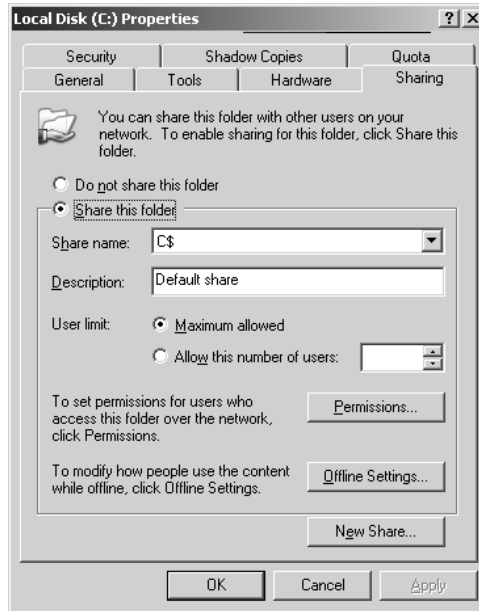 Local Disk (C:) Properties
Security Shadow Copies Quota
General Tools Hardware Sharing
You can share this folder with other users on your
network. To enable sharing for this folder, click Share this
folder.
Do not share this folder
Share this folder
Share name: C$
Description: Default share
User limit: Maximum allowed
Allow this number of users:
To set permissions for users who
access this folder over the network,
click Permissions.
Permissions...
To modify how people use the content
while offline, click Offline Settings.
Offline Settings...
New Share...
OK Cancel Apply